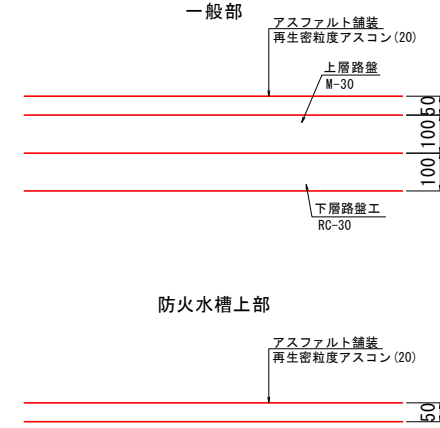 一般部
アスファルト舗装
再生密粒度アスコン(20)
上層路盤
M-30
50
100
100
下層路盤工
RC-30
防火水槽上部
アスファルト舗装
再生密粒度アスコン(20)
50